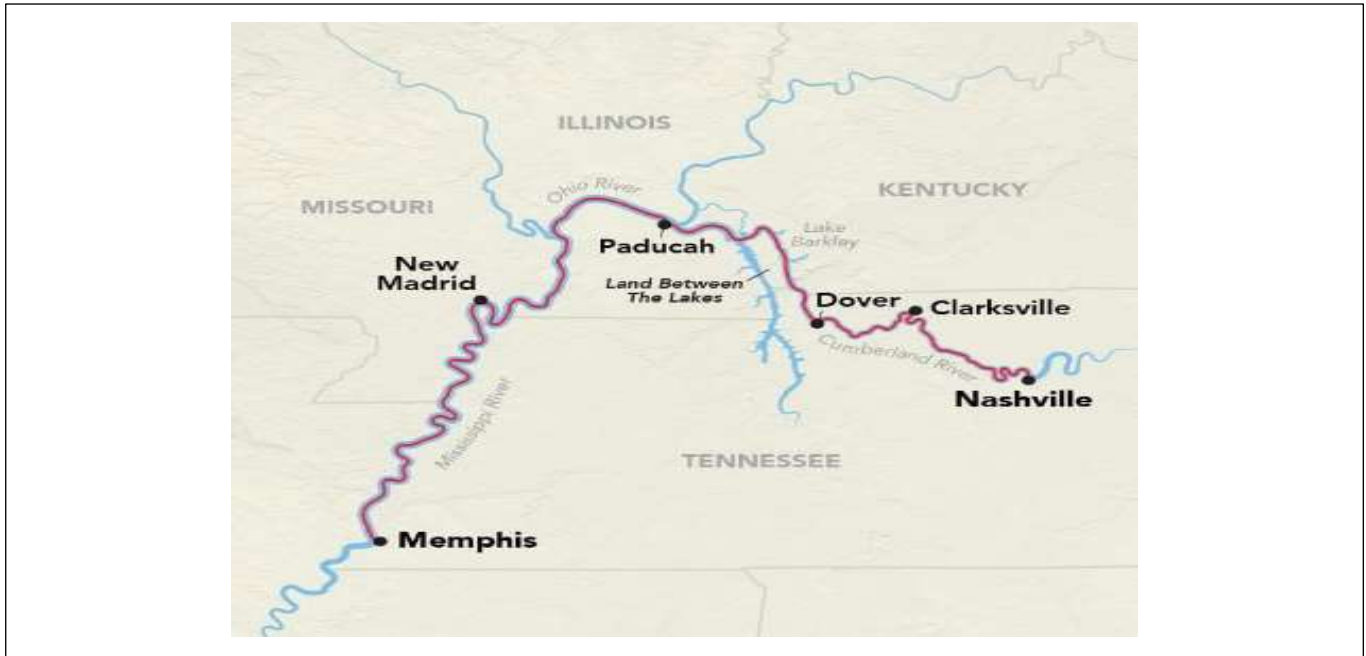 ILLINOIS
Ohio River
KENTUCKY
MISSOURI
Lake
Barkley
Paducah
New
Madrid
Land Between
The Lakes
Dover
Clarksville
Cumberland River
Nashville
Mississippi River
TENNESSEE
Memphis